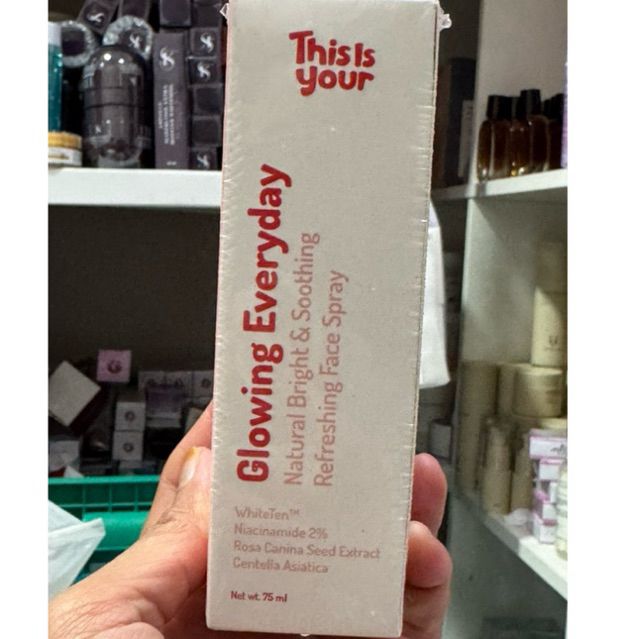 This Is
your
Glowing Everyday
Natural Bright & Soothing
Refreshing Face Spray
WhiteTen™
Niacinamide 2%
Rosa Canina Seed Extract
Centella Asiatica
Net wt. 75 ml